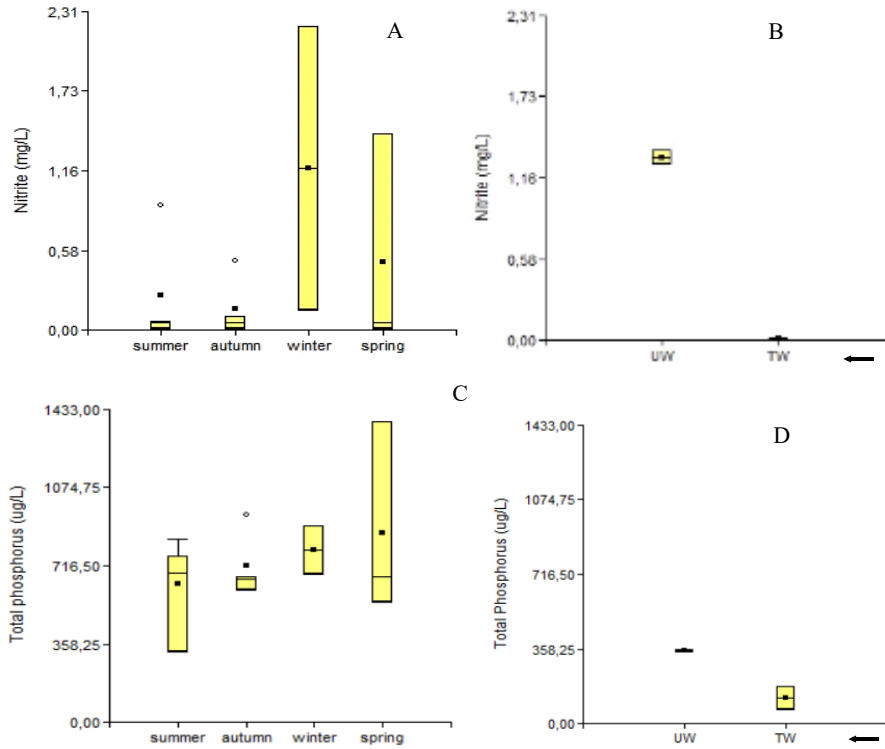 A
Nitrite (mg/L)
2,31
1,73
1,16
0,58
0,00
summer autumn winter spring
B
Nitrite (mg/L)
2,31
1,73
1,16
0,58
0,00
UW TW
C
Total phosphorus (ug/L)
1433,00
1074,75
716,50
358,25
0,00
summer autumn winter spring
D
Total Phosphorus (ug/L)
1433,00
1074,75
716,50
358,25
0,00
UW TW